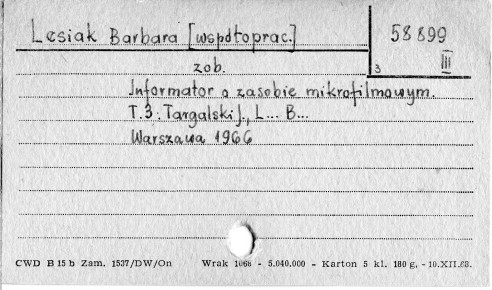 Lesiak Barbara [współoprac.]
58 899
III
3
zob.
Informator o zasobie mikrofilmowym.
T.3: Targalski J., L... B...
Warszawa 1966
CWD B 15 b Zam. 1537/DW/On Wrak 1068 - 5.040.000 - Karton 5 kl. 180 g. - 10.XII.68.